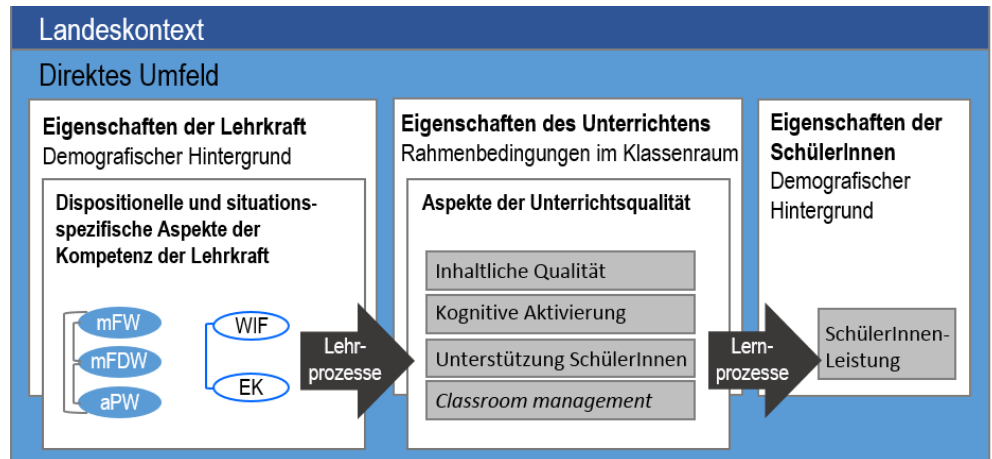 Landeskontext
Direktes Umfeld
Eigenschaften der Lehrkraft
Demografischer Hintergrund
Dispositionelle und situations-
spezifische Aspekte der
Kompetenz der Lehrkraft
mFW
mFDW
aPW
WIF
EK
Lehr-
prozesse
Eigenschaften des Unterrichtens
Rahmenbedingungen im Klassenraum
Aspekte der Unterrichtsqualität
Inhaltliche Qualität
Kognitive Aktivierung
Unterstützung SchülerInnen
Classroom management
Lern-
prozesse
Eigenschaften der
SchülerInnen
Demografischer
Hintergrund
SchülerInnen-
Leistung